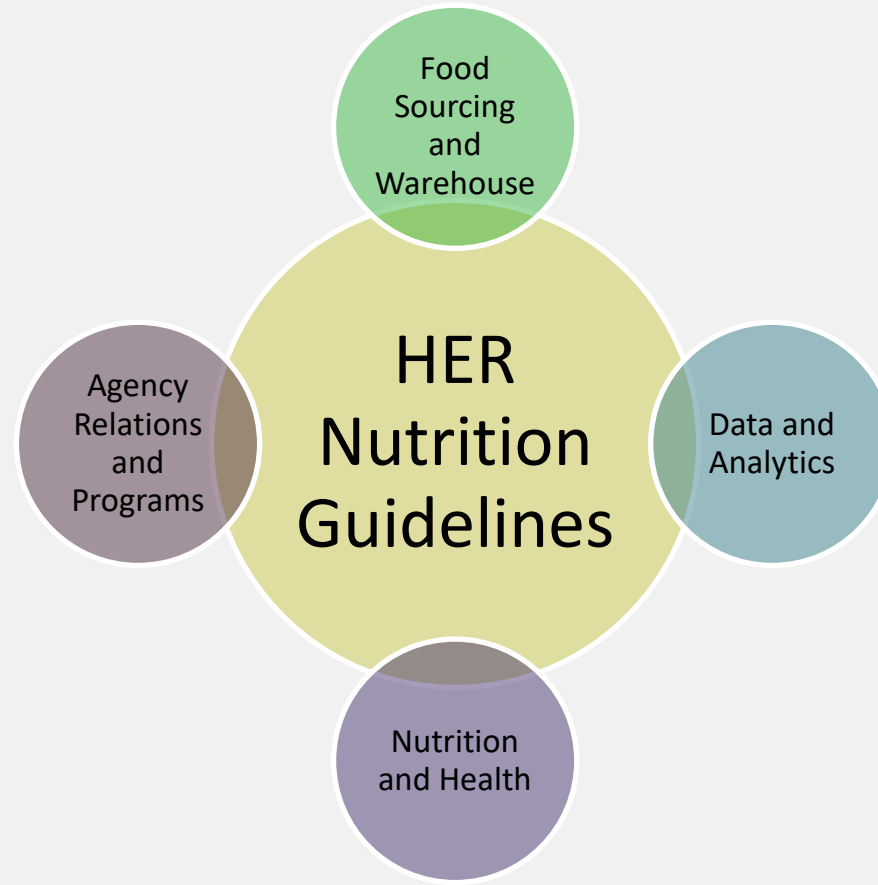 Food
Sourcing
and
Warehouse
HER
Nutrition
Guidelines
Agency
Relations
and
Programs
Data and
Analytics
Nutrition
and Health